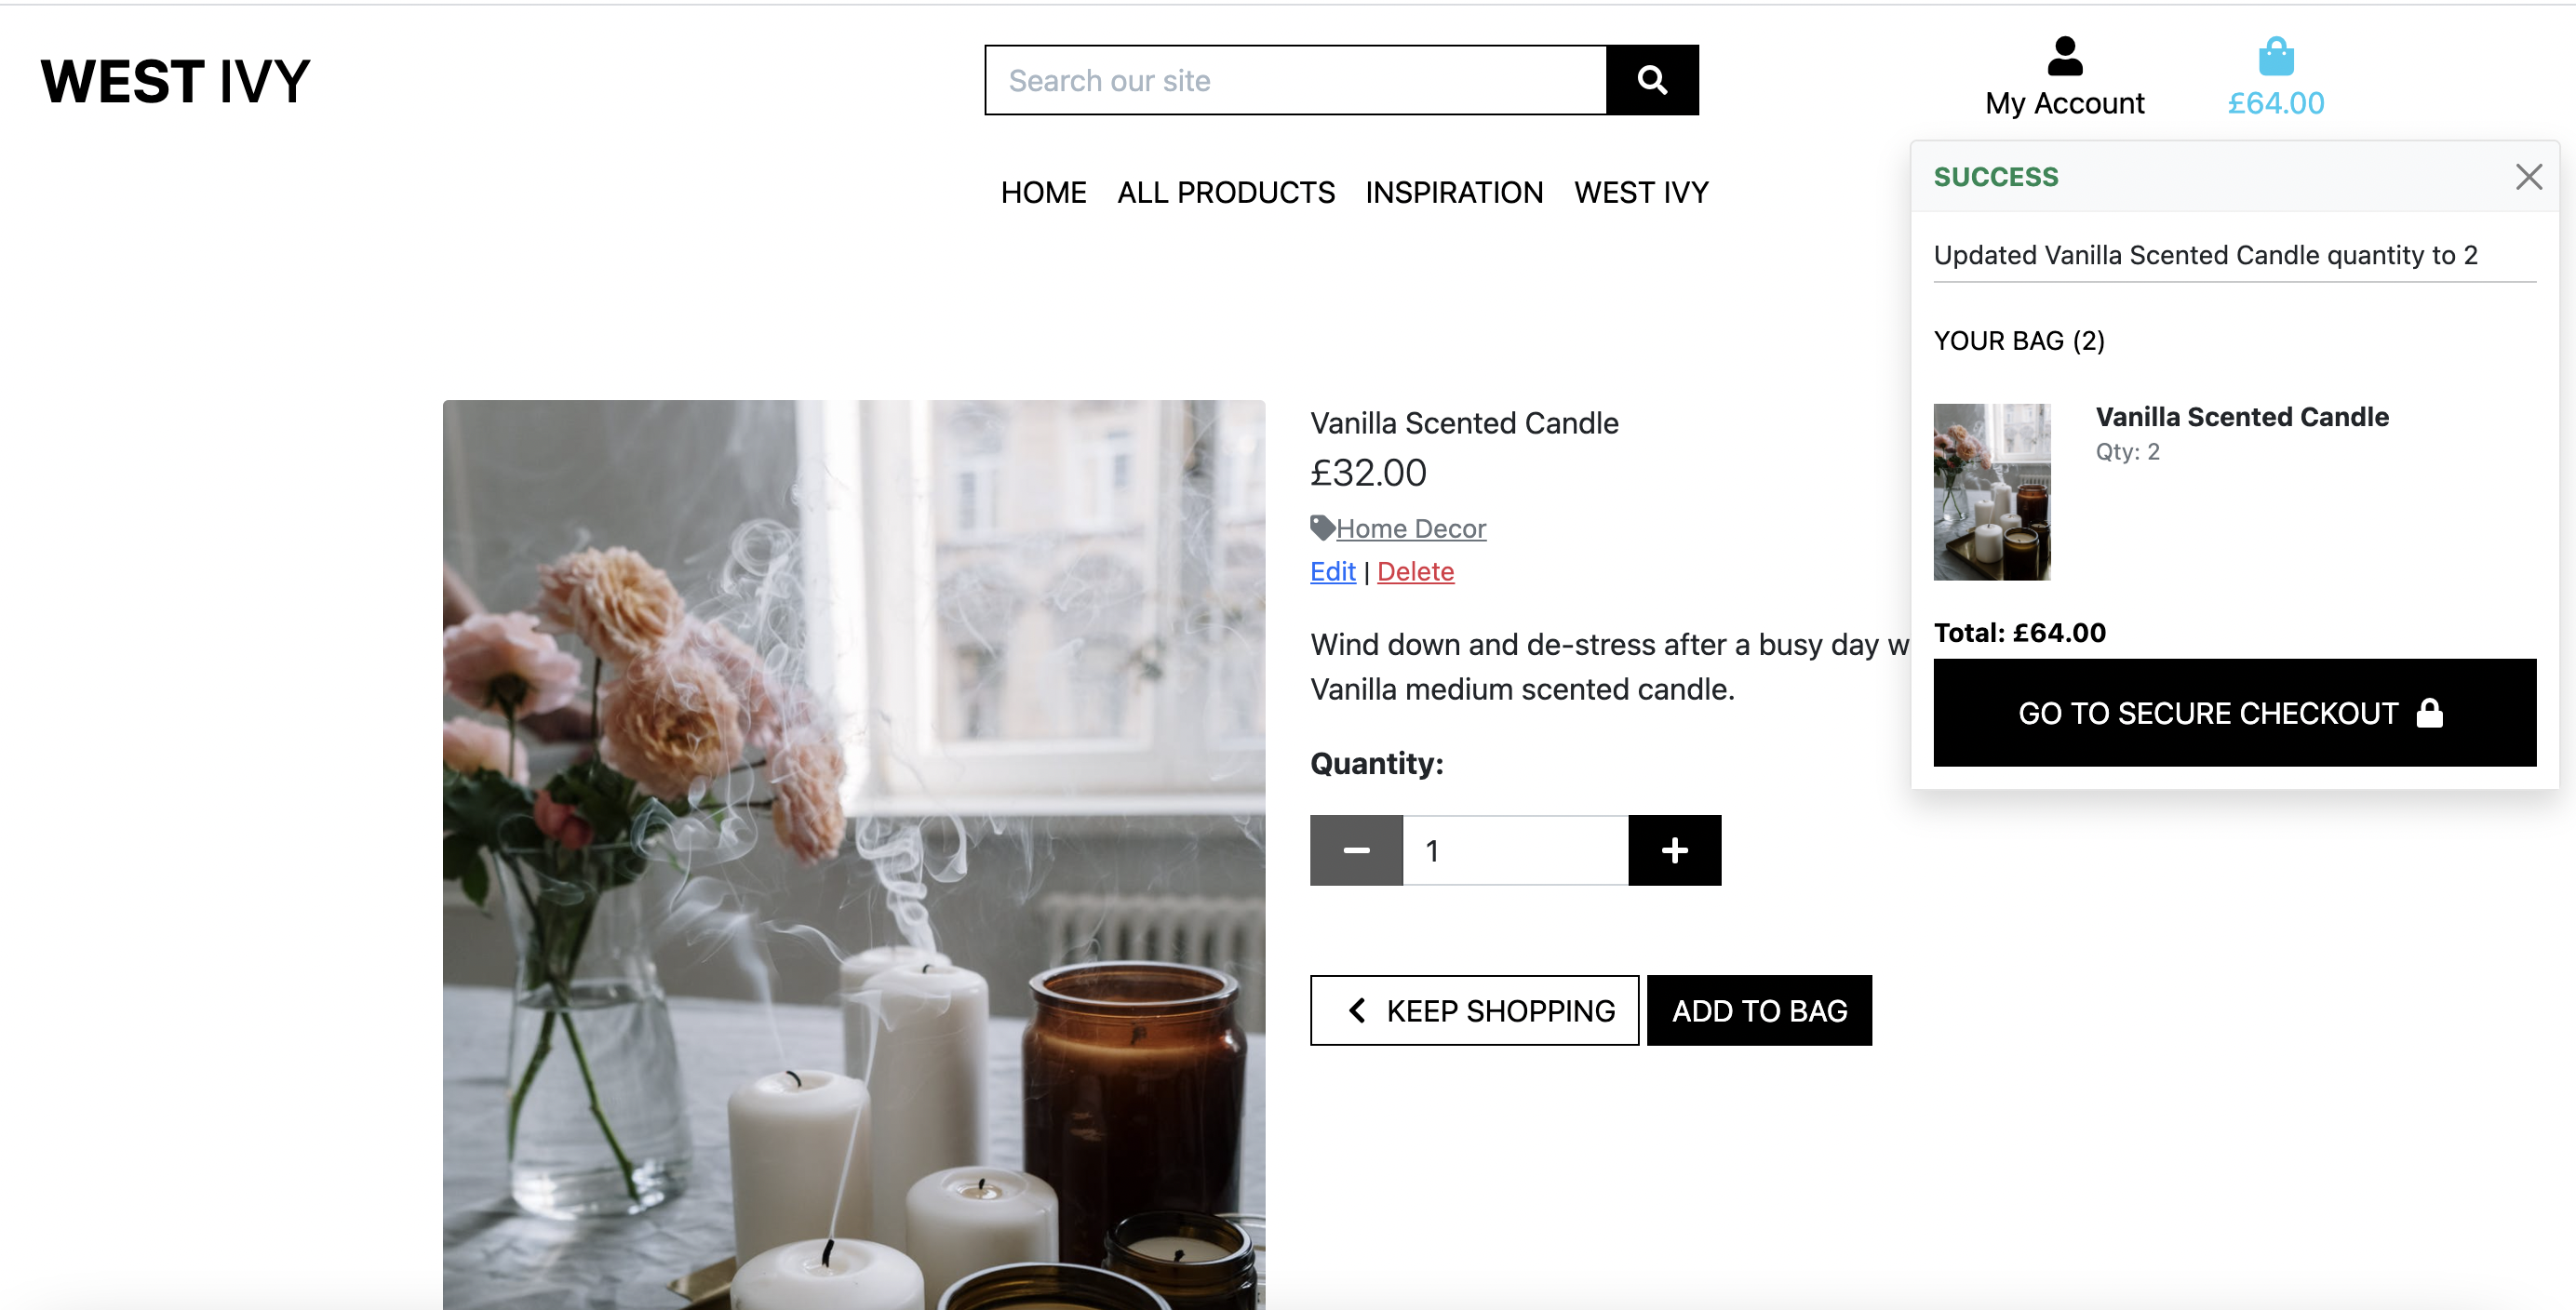 WEST IVY
Search our site
My Account
£64.00
HOME ALL PRODUCTS INSPIRATION WEST IVY
SUCCESS
Updated Vanilla Scented Candle quantity to 2
YOUR BAG (2)
Vanilla Scented Candle
Qty: 2
Total: £64.00
GO TO SECURE CHECKOUT
Vanilla Scented Candle
£32.00
Home Decor
Edit | Delete
Wind down and de-stress after a busy day
Vanilla medium scented candle.
Quantity:
1
KEEP SHOPPING ADD TO BAG